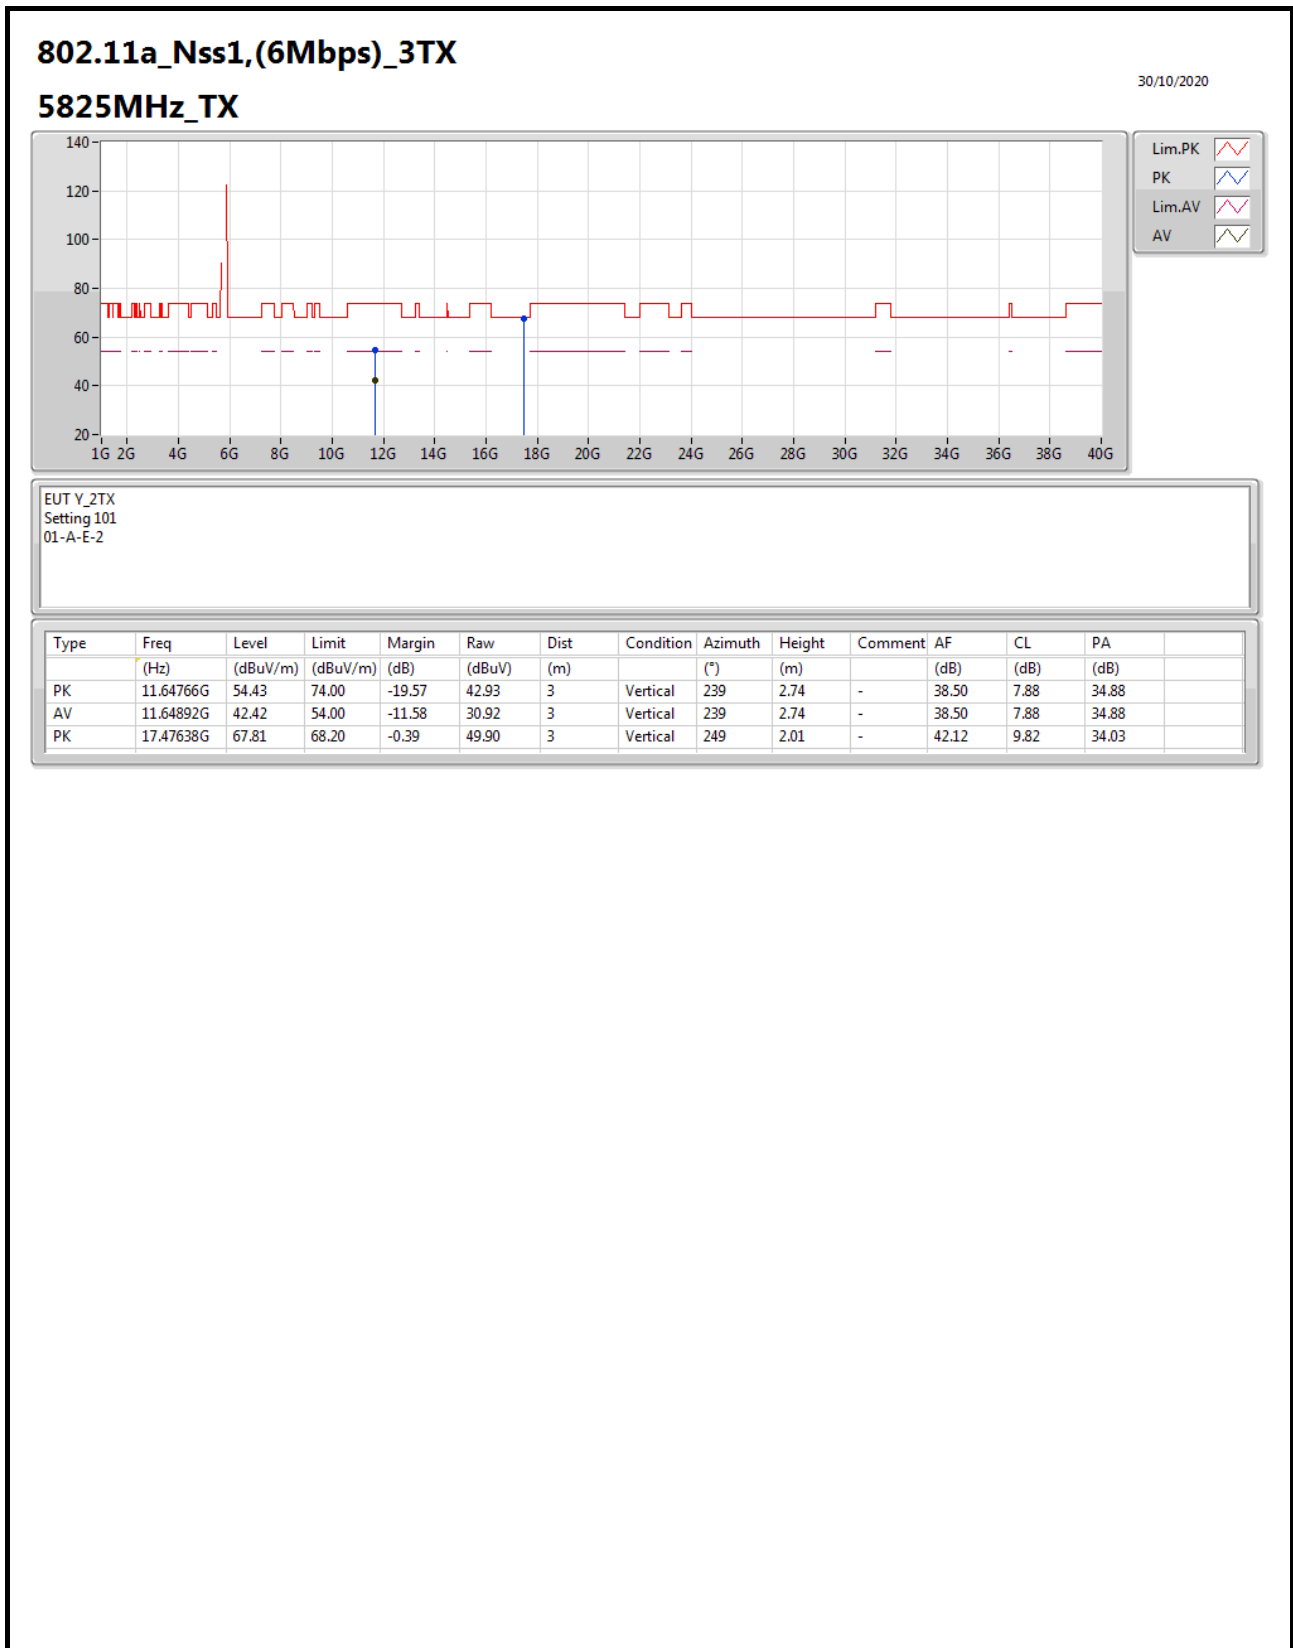 802.11a_Nss1,(6Mbps)_3TX
30/10/2020
5825MHz_TX
140
120
100
80
60
40
20
1G 2G 4G 6G 8G 10G 12G 14G 16G 18G 20G 22G 24G 26G 28G 30G 32G 34G 36G 38G 40G
Lim.PK
PK
Lim.AV
AV
EUT Y_2TX
Setting 101
01-A-E-2
Type Freq Level Limit Margin Raw Dist Condition Azimuth Height Comment AF CL PA
(Hz) (dBuV/m) (dBuV/m) (dB) (dBuV) (m) (°) (m) (dB) (dB) (dB)
PK 11.64766G 54.43 74.00 -19.57 42.93 3 Vertical 239 2.74 - 38.50 7.88 34.88
AV 11.64892G 42.42 54.00 -11.58 30.92 3 Vertical 239 2.74 - 38.50 7.88 34.88
PK 17.47638G 67.81 68.20 -0.39 49.90 3 Vertical 249 2.01 - 42.12 9.82 34.03